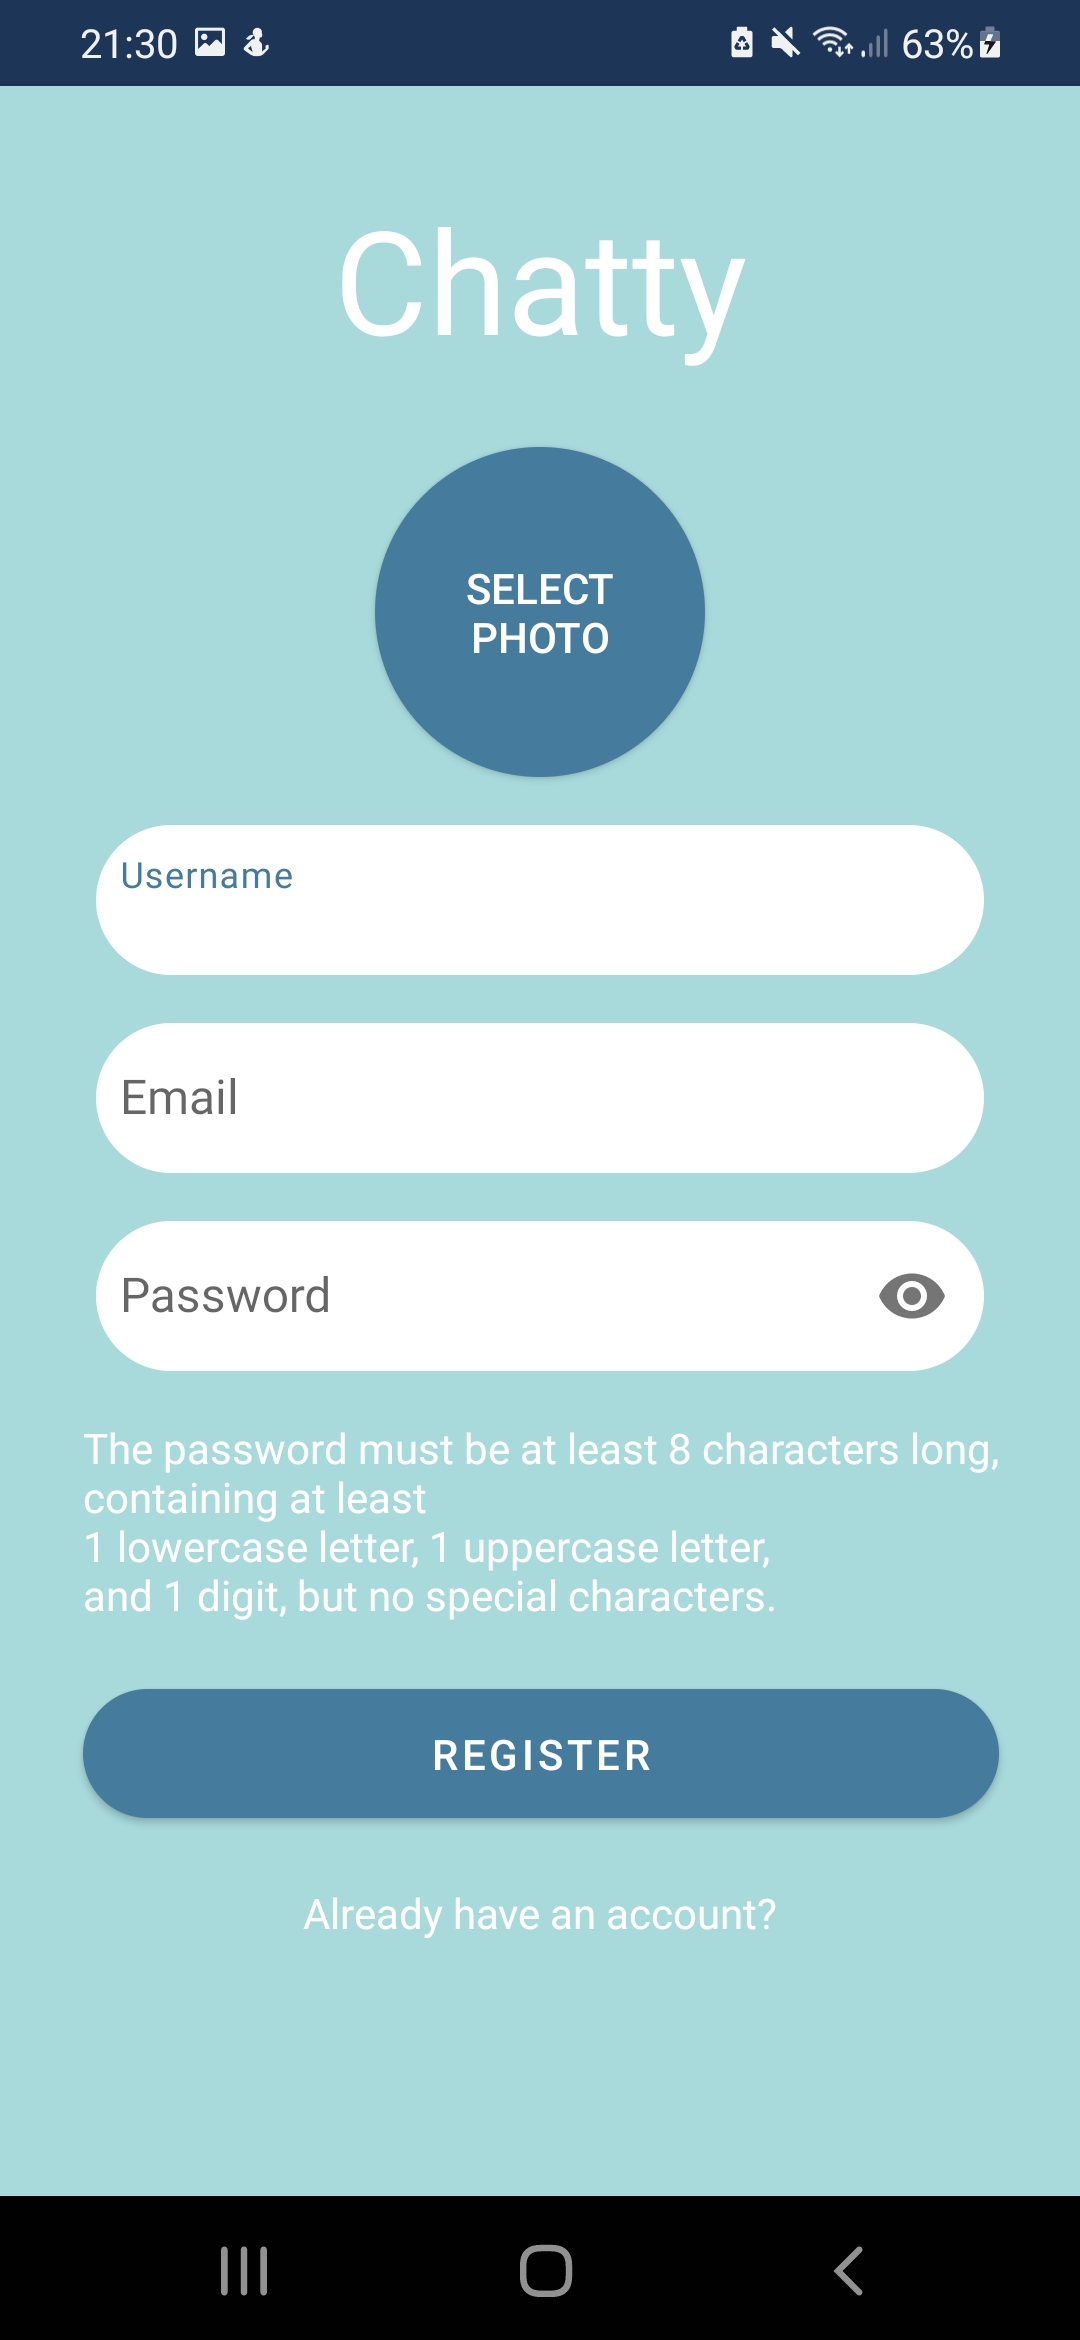 21:30 63%
Chatty
SELECT
PHOTO
Username
Email
Password
The password must be at least 8 characters long,
containing at least
1 lowercase letter, 1 uppercase letter,
and 1 digit, but no special characters.
REGISTER
Already have an account?